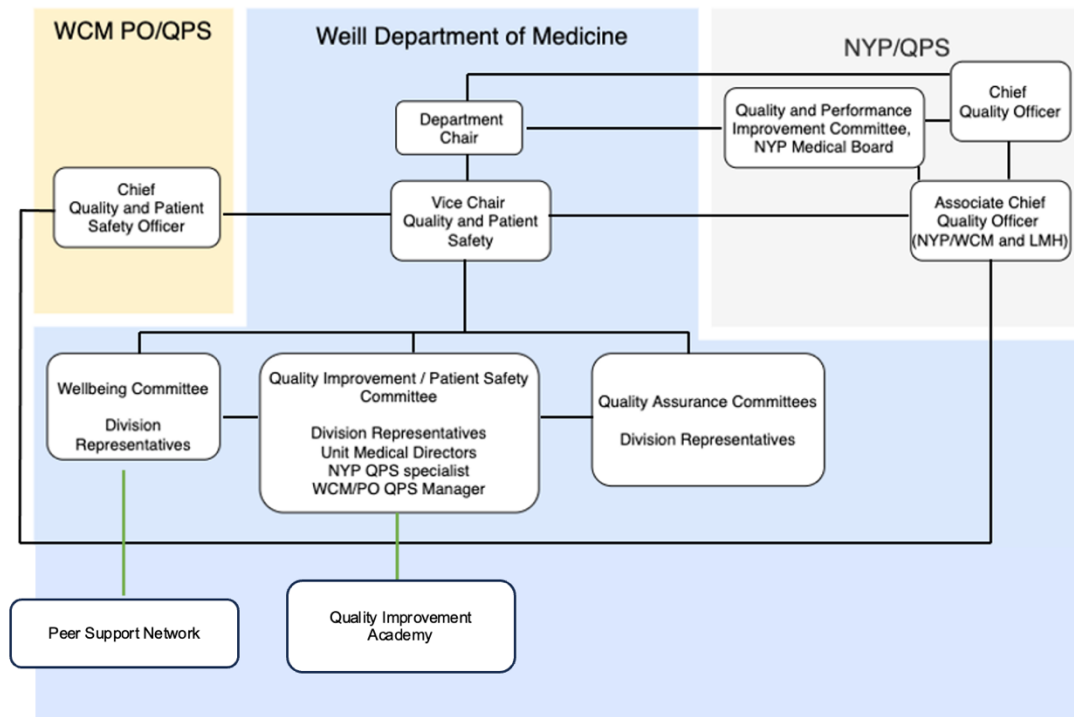 WCM PO/QPS
Weill Department of Medicine
NYP/QPS
Department
Chair
Quality and Performance
Improvement Committee,
NYP Medical Board
Chief
Quality Officer
Chief
Quality and Patient
Safety Officer
Vice Chair
Quality and Patient
Safety
Associate Chief
Quality Officer
(NYP/WCM and LMH)
Wellbeing Committee
Division
Representatives
Quality Improvement / Patient Safety
Committee
Division Representatives
Unit Medical Directors
NYP QPS specialist
WCM/PO QPS Manager
Quality Assurance Committees
Division Representatives
Peer Support Network
Quality Improvement
Academy